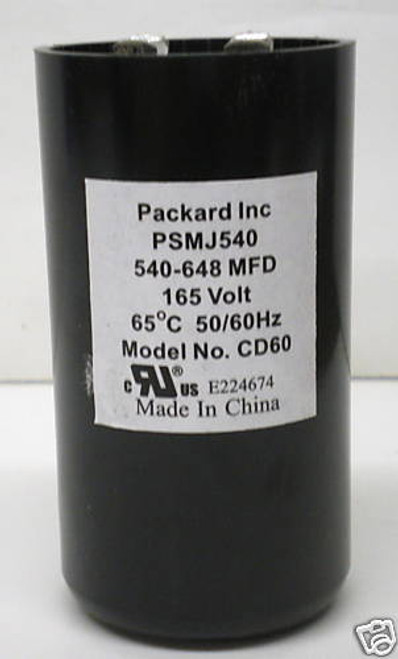 Packard Inc
PSMJ540
540-648 MFD
165 Volt
65°C 50/60Hz
Model No. CD60
c RU® US E224674
Made In China